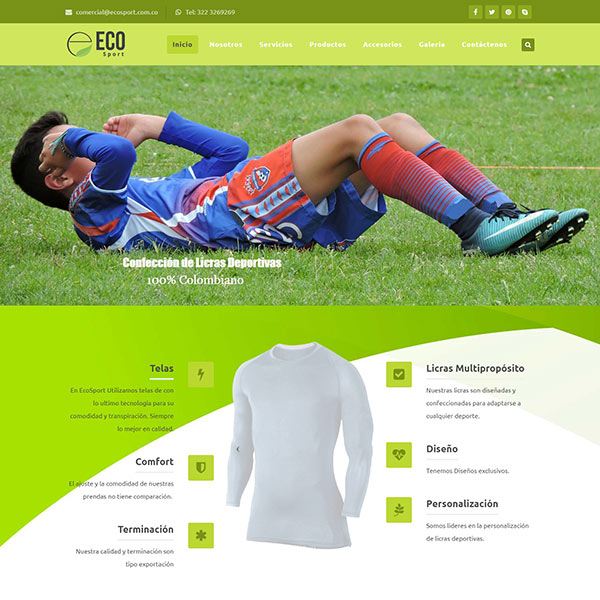 comercial@ecosport.com.co
Tel: 322 3269269
ECO
Sport
Inicio Nosotros Servicios Productos Accesorios Galería Contáctenos
Confección de Licras Deportivas
100% Colombiano
Telas
En EcoSport Utilizamos telas de con
lo ultimo tecnología para su
comodidad y transpiración. Siempre
lo mejor en calidad.
Comfort
El ajuste y la comodidad de nuestras
prendas no tiene comparación.
Terminación
Nuestra calidad y terminación son
tipo exportación
Licras Multipropósito
Nuestras licras son diseñadas y
confeccionadas para adaptarse a
cualquier deporte.
Diseño
Tenemos Diseños exclusivos.
Personalización
Somos lideres en la personalización
de licras deportivas.